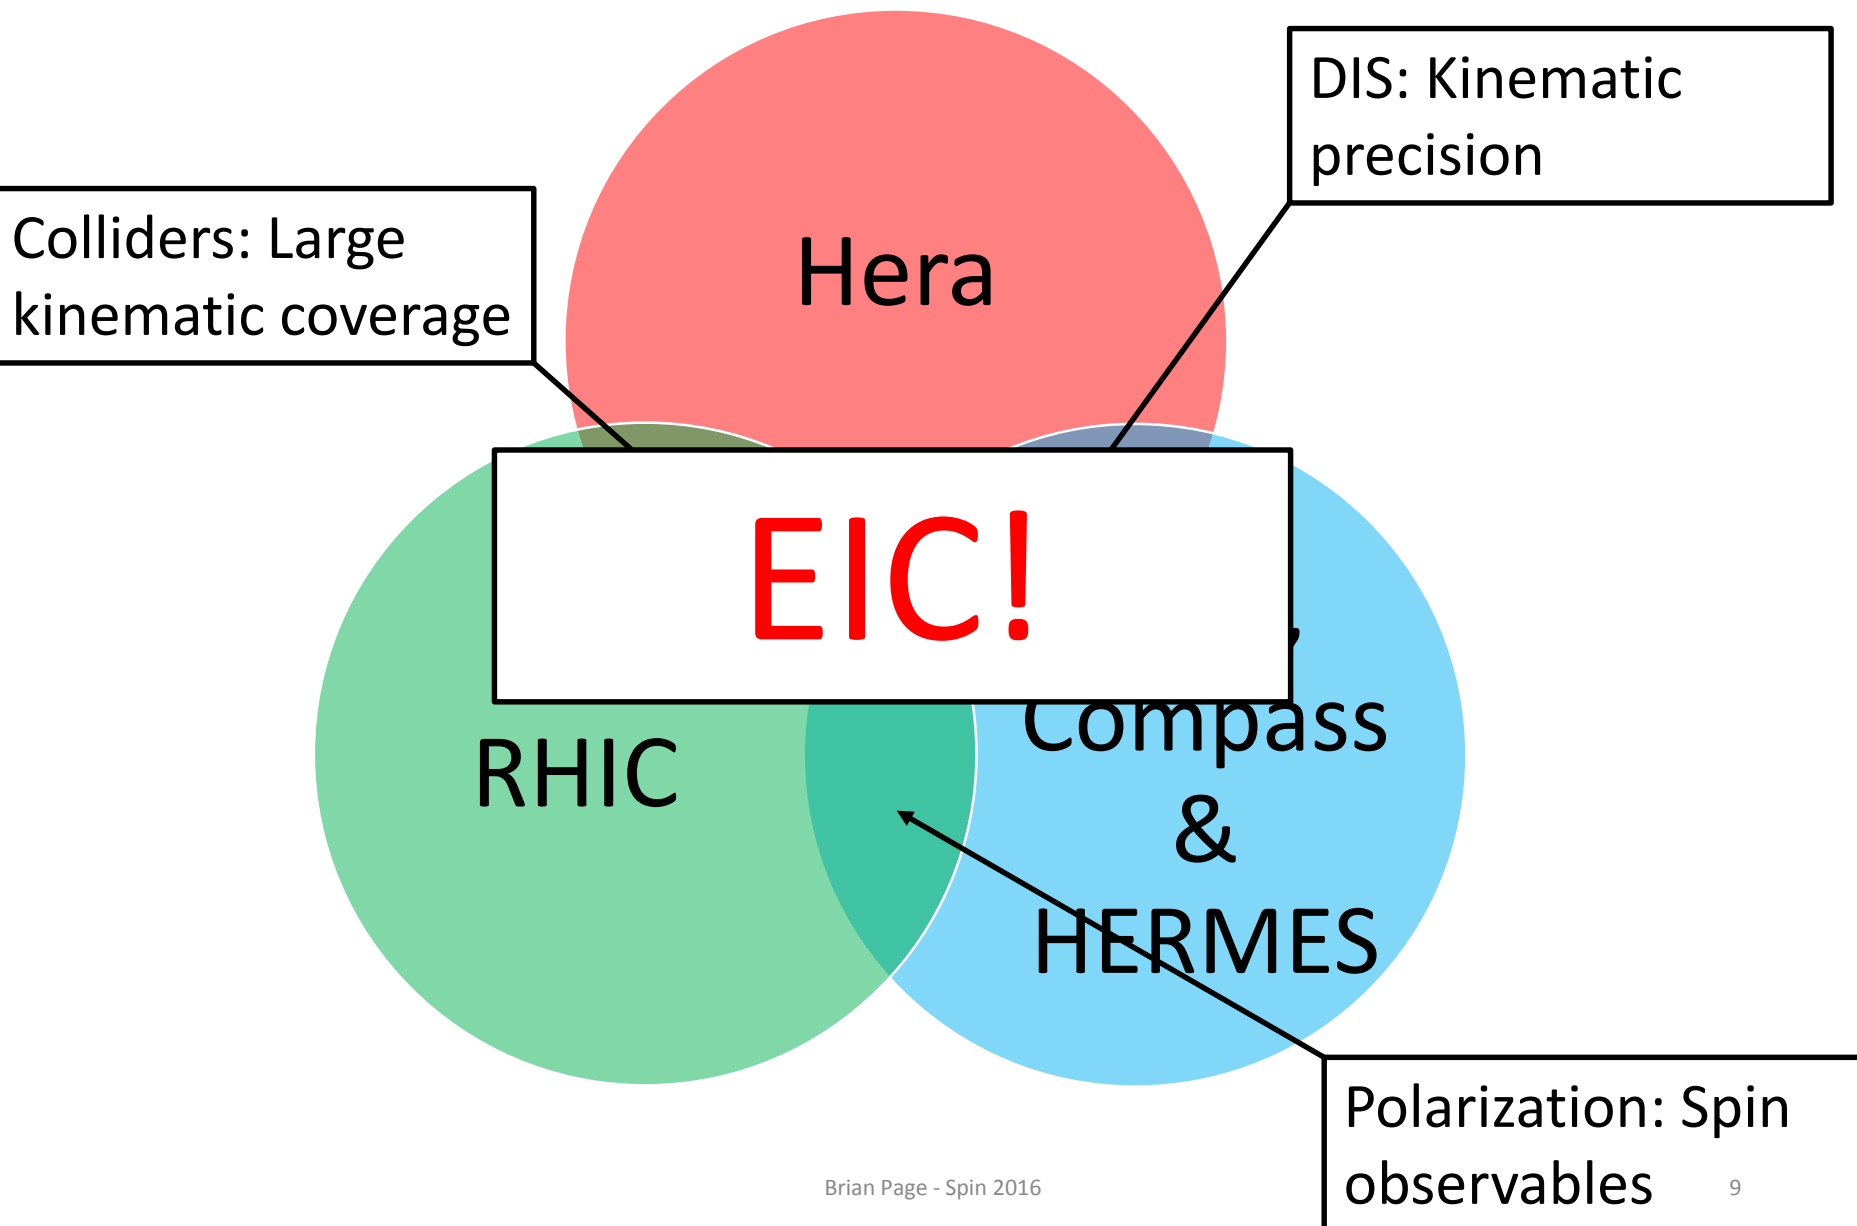 DIS: Kinematic
precision
Colliders: Large
kinematic coverage
Hera
EIC!
RHIC
Compass
&
HERMES
Polarization: Spin
observables
Brian Page - Spin 2016
9